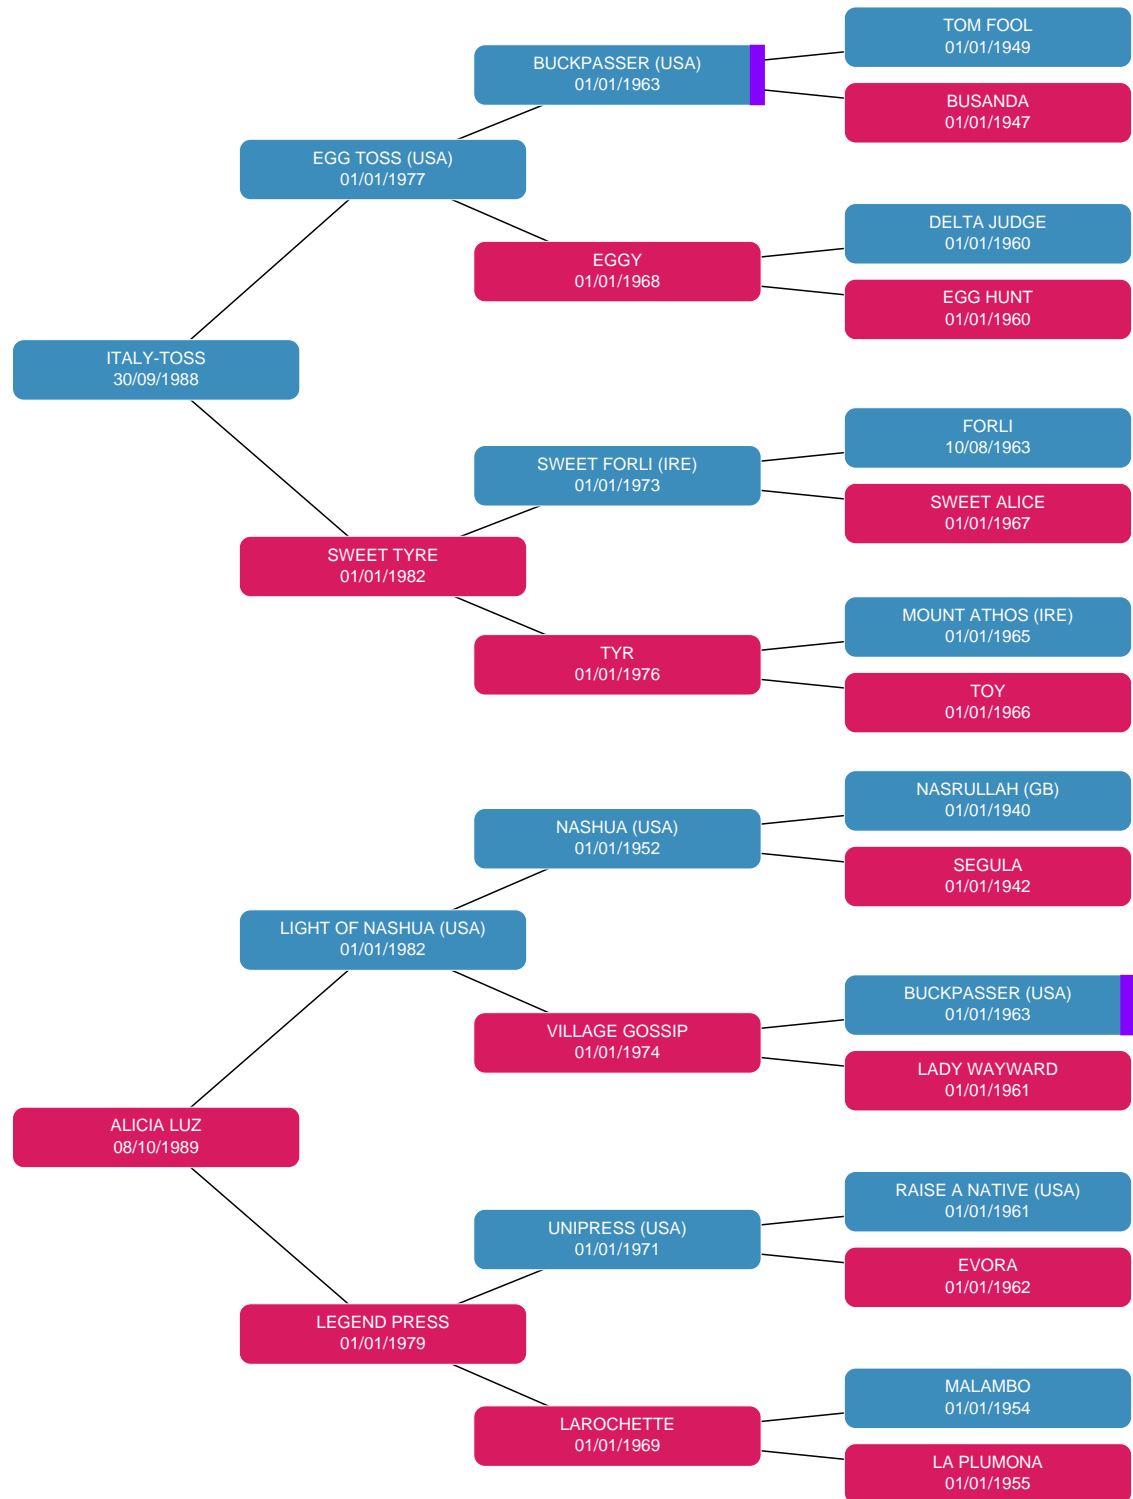 TOM FOOL
01/01/1949
BUCKPASSER (USA)
01/01/1963
BUSANDA
01/01/1947
EGG TOSS (USA)
01/01/1977
DELTA JUDGE
01/01/1960
EGGY
01/01/1968
EGG HUNT
01/01/1960
ITALY-TOSS
30/09/1988
FORLI
10/08/1963
SWEET FORLI (IRE)
01/01/1973
SWEET ALICE
01/01/1967
SWEET TYRE
01/01/1982
MOUNT ATHOS (IRE)
01/01/1965
TYR
01/01/1976
TOY
01/01/1966
NASRULLAH (GB)
01/01/1940
NASHUA (USA)
01/01/1952
SEGULA
01/01/1942
LIGHT OF NASHUA (USA)
01/01/1982
BUCKPASSER (USA)
01/01/1963
VILLAGE GOSSIP
01/01/1974
LADY WAYWARD
01/01/1961
ALICIA LUZ
08/10/1989
RAISE A NATIVE (USA)
01/01/1961
UNIPRESS (USA)
01/01/1971
EVORA
01/01/1962
LEGEND PRESS
01/01/1979
MALAMBO
01/01/1954
LAROCHETTE
01/01/1969
LA PLUMONA
01/01/1955